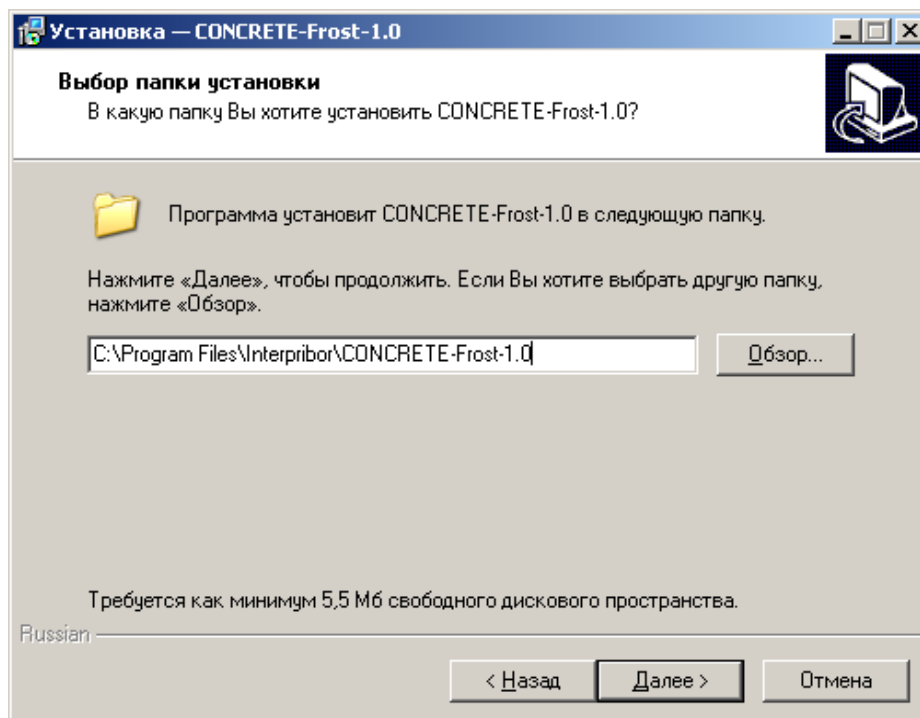 Установка — CONCRETE-Frost-1.0
Выбор папки установки
В какую папку Вы хотите установить CONCRETE-Frost-1.0?
Программа установит CONCRETE-Frost-1.0 в следующую папку.
Нажмите «Далее», чтобы продолжить. Если Вы хотите выбрать другую папку,
нажмите «Обзор».
C:\Program Files\Interpribor\CONCRETE-Frost-1.0
Обзор...
Требуется как минимум 5,5 Мб свободного дискового пространства.
Russian
< Назад
Далее >
Отмена